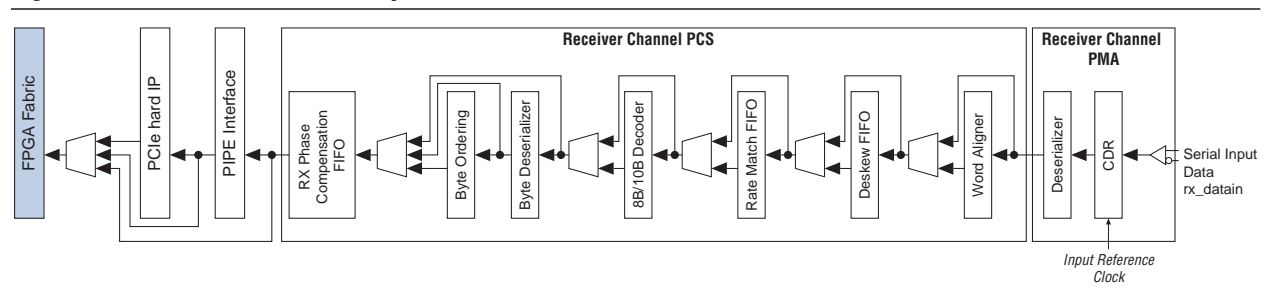 Receiver Channel PCS
Receiver Channel
PMA
FPGA Fabric
PCIe hard IP
PIPE Interface
RX Phase
Compensation
FIFO
Byte Ordering
Byte Deserializer
8B/10B Decoder
Rate Match FIFO
Deskew FIFO
Word Aligner
Deserializer
CDR
Serial Input
Data
rx_datain
Input Reference
Clock